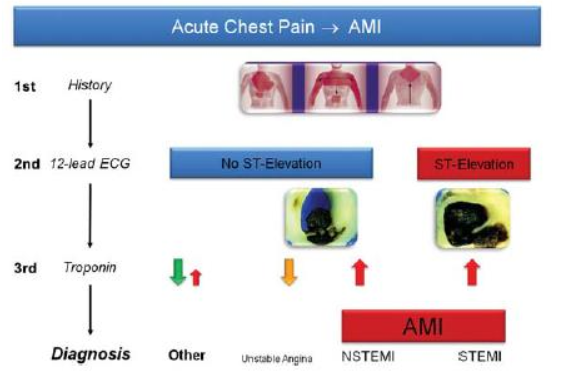 Acute Chest Pain → AMI
1st History
2nd 12-lead ECG No ST-Elevation ST-Elevation
3rd Troponin
AMI
Diagnosis Other Unstable Angina NSTEMI STEMI